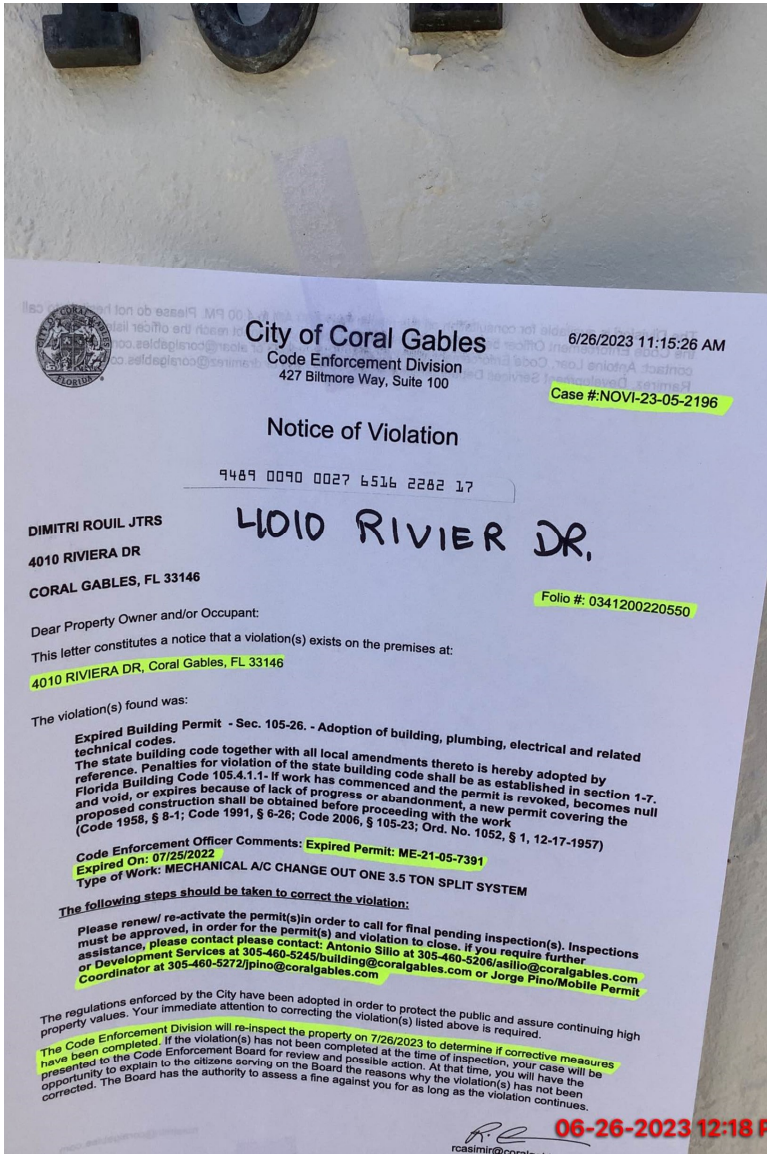 City of Coral Gables
Code Enforcement Division
427 Biltmore Way, Suite 100
6/26/2023 11:15:26 AM
Case #:NOVI-23-05-2196
CITY OF CORAL GABLES
FLORIDA
Notice of Violation
9489 0090 0027 6516 2282 17
4010 RIVIER DR.
DIMITRI ROUIL JTRS
4010 RIVIERA DR
CORAL GABLES, FL 33146
Folio #: 0341200220550
Dear Property Owner and/or Occupant:
This letter constitutes a notice that a violation(s) exists on the premises at:
4010 RIVIERA DR, Coral Gables, FL 33146
The violation(s) found was:
Expired Building Permit - Sec. 105-26. - Adoption of building, plumbing, electrical and related
technical codes.
The state building code together with all local amendments thereto is hereby adopted by
reference. Penalties for violation of the state building code shall be as established in section 1-7.
Florida Building Code 105.4.1.1- If work has commenced and the permit is revoked, becomes null
and void, or expires because of lack of progress or abandonment, a new permit covering the
proposed construction shall be obtained before proceeding with the work
(Code 1958, § 8-1; Code 1991, § 6-26; Code 2006, § 105-23; Ord. No. 1052, § 1, 12-17-1957)
Code Enforcement Officer Comments: Expired Permit: ME-21-05-7391
Expired On: 07/25/2022
Type of Work: MECHANICAL A/C CHANGE OUT ONE 3.5 TON SPLIT SYSTEM
The following steps should be taken to correct the violation:
Please renew/ re-activate the permit(s)in order to call for final pending inspection(s). Inspections
must be approved, in order for the permit(s) and violation to close. if you require further
assistance, please contact please contact: Antonio Silio at 305-460-5206/asilio@coralgables.com
or Development Services at 305-460-5245/building@coralgables.com or Jorge Pino/Mobile Permit
Coordinator at 305-460-5272/jpino@coralgables.com
The regulations enforced by the City have been adopted in order to protect the public and assure continuing high
property values. Your immediate attention to correcting the violation(s) listed above is required.
The Code Enforcement Division will re-inspect the property on 7/26/2023 to determine if corrective measures
have been completed. If the violation(s) has not been completed at the time of inspection, your case will be
presented to the Code Enforcement Board for review and possible action. At that time, you will have the
opportunity to explain to the citizens serving on the Board the reasons why the violation(s) has not been
corrected. The Board has the authority to assess a fine against you for as long as the violation continues.
06-26-2023 12:18